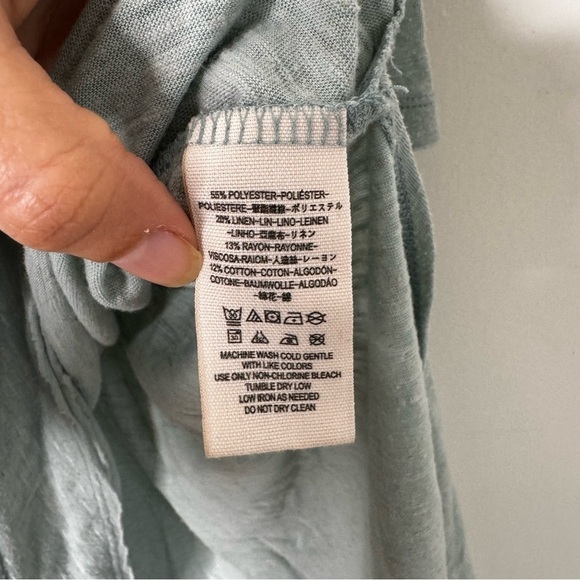 55% POLYESTER-POLIÉSTER-
POLIESTERE-聚酯纖維-ポリエステル
20% LINEN-LIN-LINO-LEINEN
-LINHO-亞麻布-リネン
13% RAYON-RAYONNE-
VISCOSA-RAIOM-人造絲-レーヨン
12% COTTON-COTON-ALGODÓN-
COTONE-BAUMWOLLE-ALGODÃO
-棉花-綿
MACHINE WASH COLD GENTLE
WITH LIKE COLORS
USE ONLY NON-CHLORINE BLEACH
TUMBLE DRY LOW
LOW IRON AS NEEDED
DO NOT DRY CLEAN